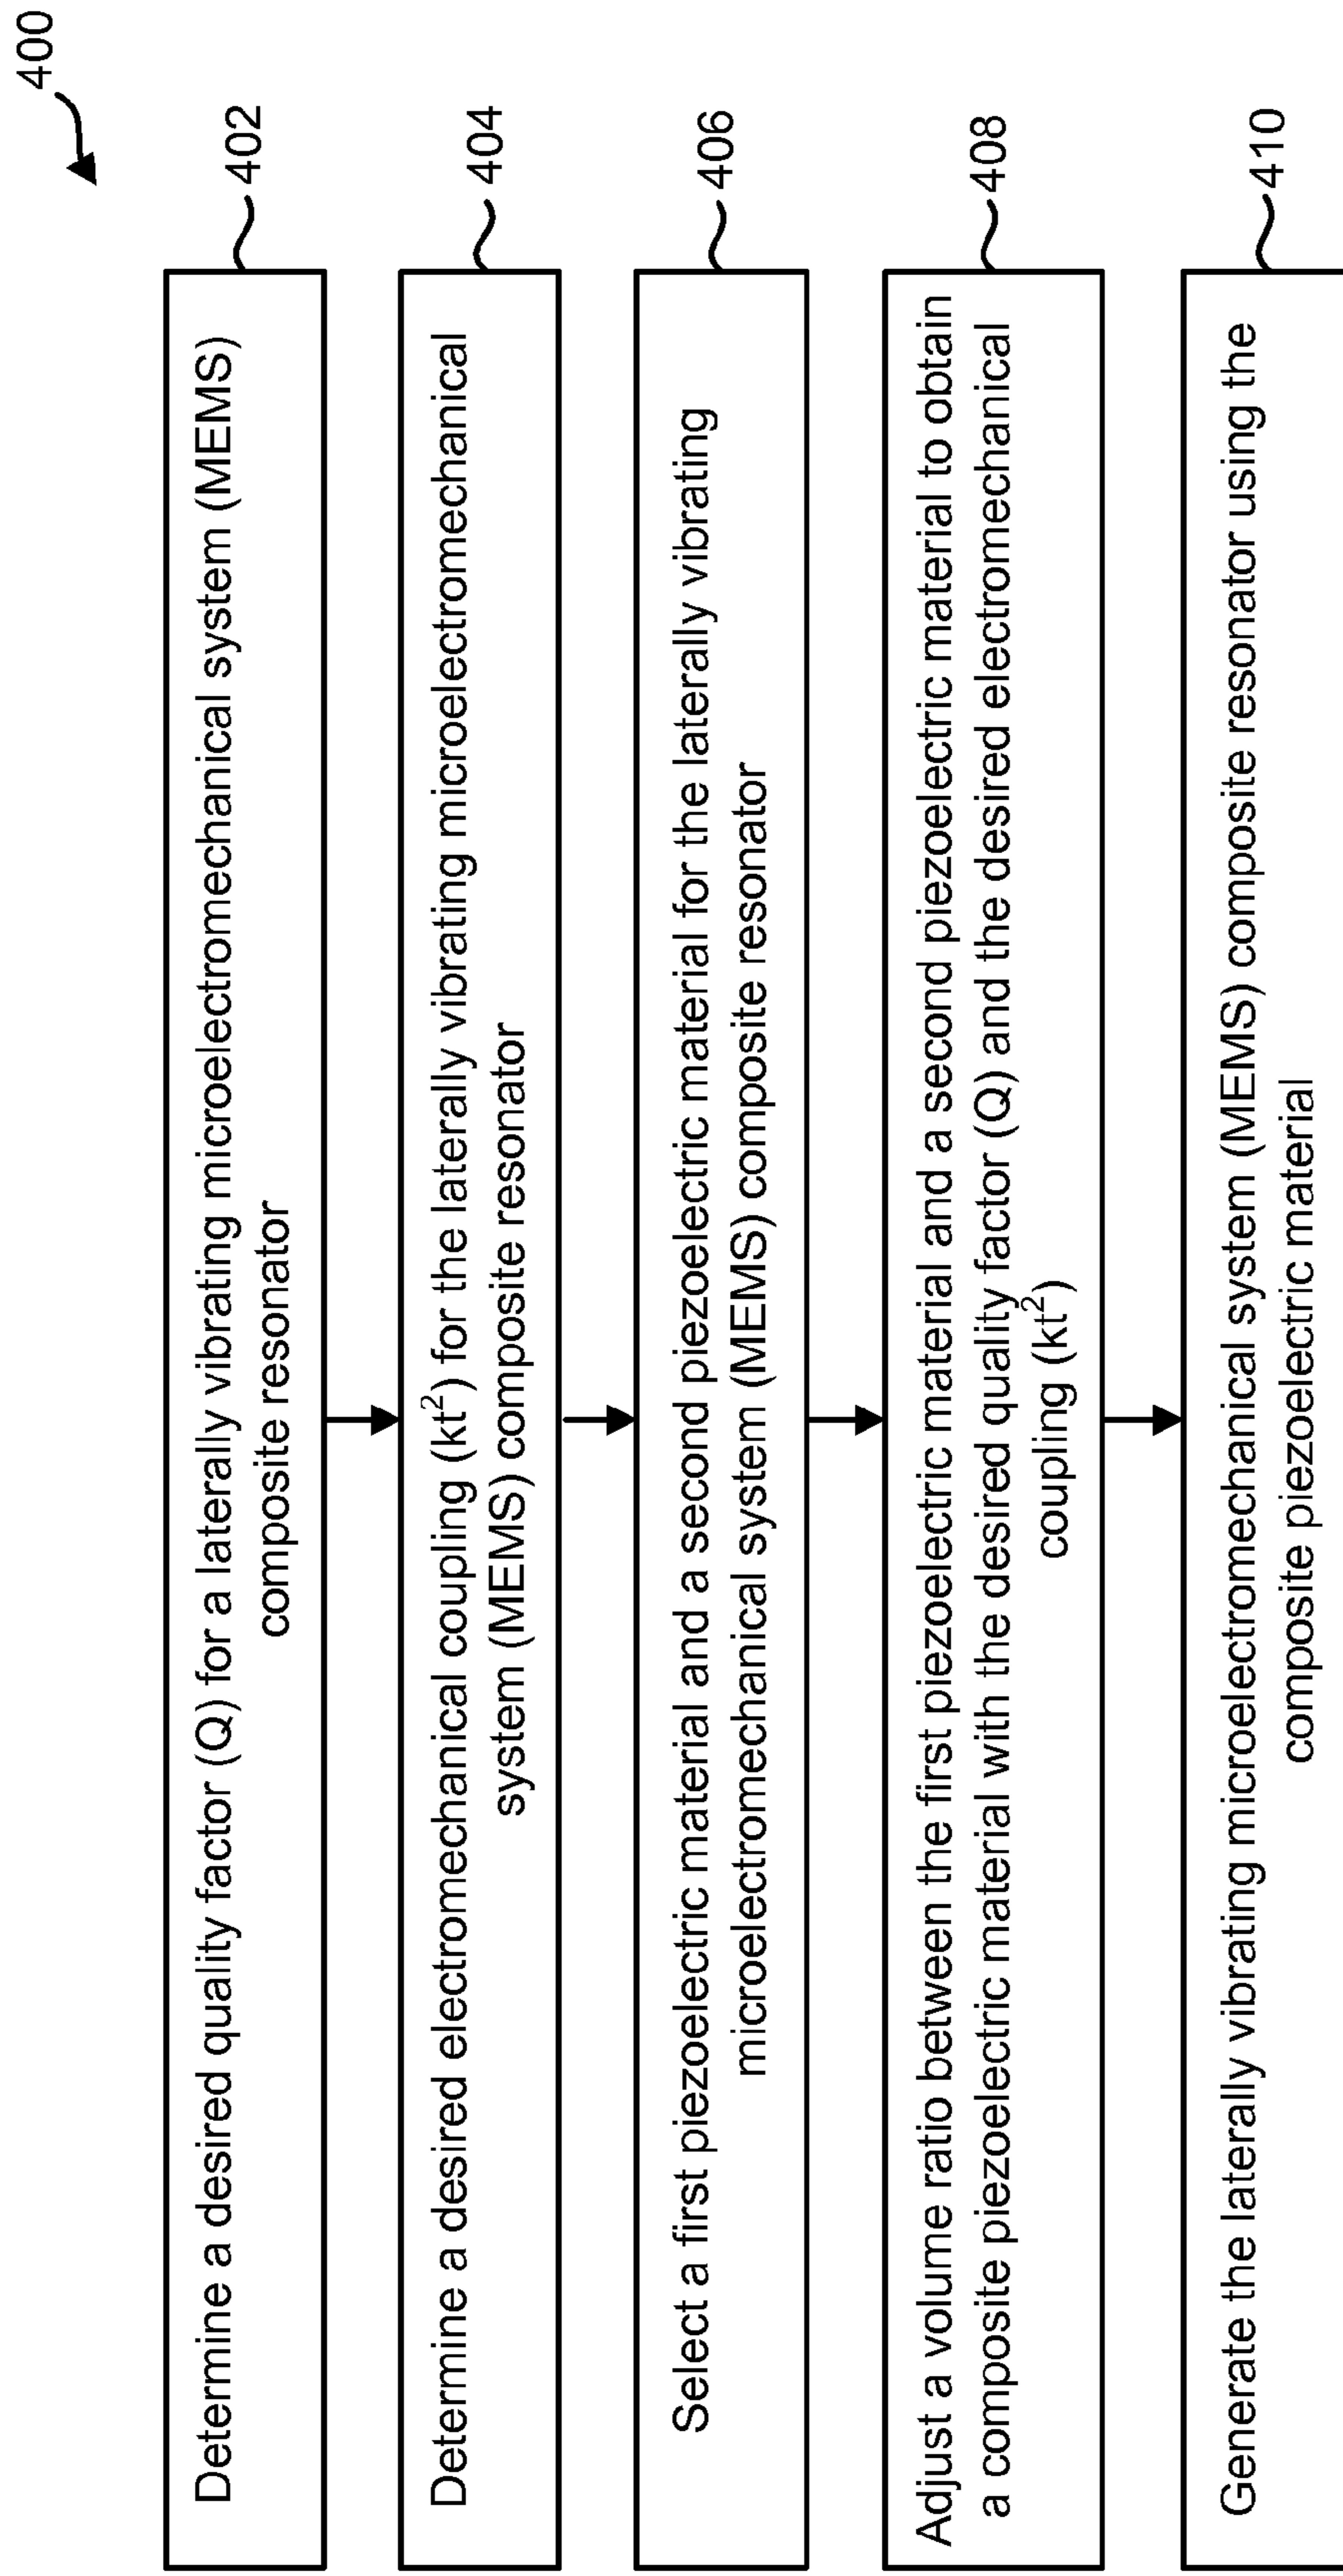 400
Determine a desired quality factor (Q) for a laterally vibrating microelectromechanical system (MEMS)
composite resonator
402
Determine a desired electromechanical coupling (kt²) for the laterally vibrating microelectromechanical
system (MEMS) composite resonator
404
Select a first piezoelectric material and a second piezoelectric material for the laterally vibrating
microelectromechanical system (MEMS) composite resonator
406
Adjust a volume ratio between the first piezoelectric material and a second piezoelectric material to obtain
a composite piezoelectric material with the desired quality factor (Q) and the desired electromechanical
coupling (kt²)
408
Generate the laterally vibrating microelectromechanical system (MEMS) composite resonator using the
composite piezoelectric material
410